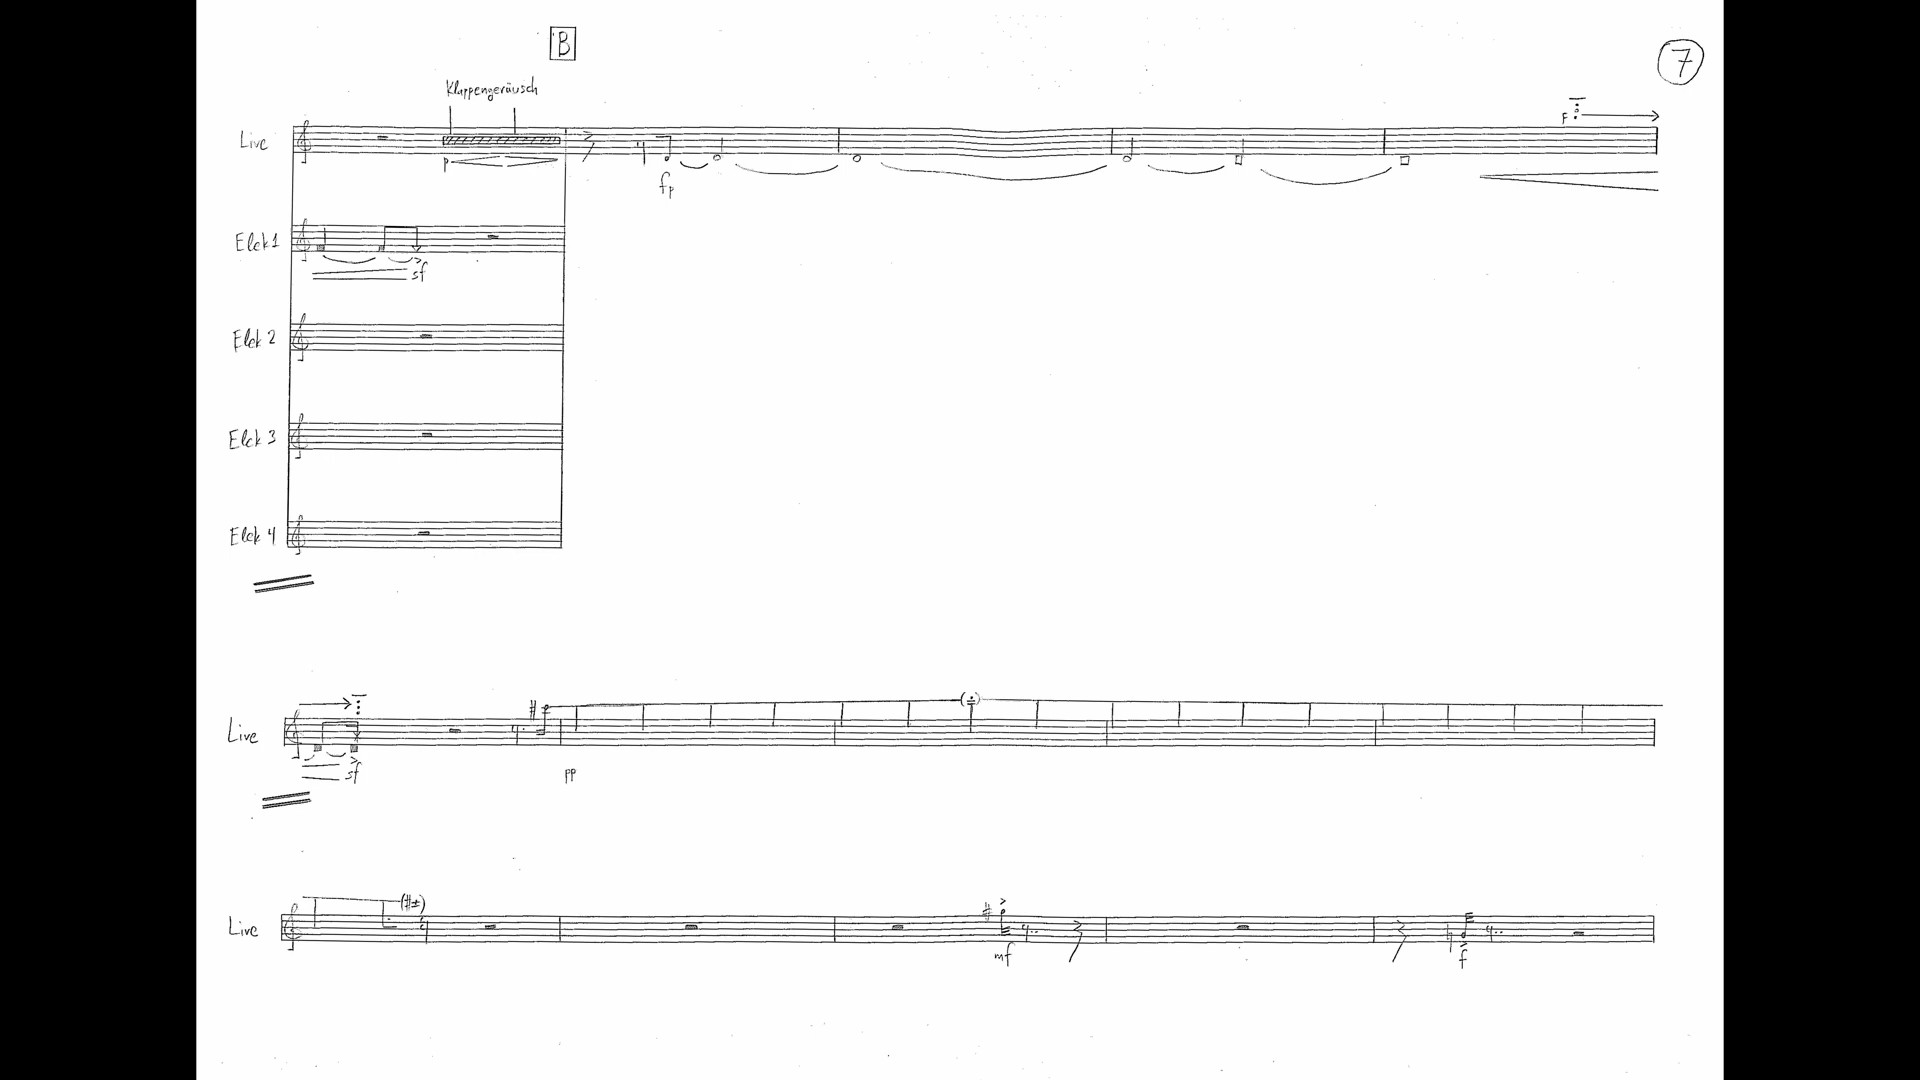 B
7
Klappengeräusch
F
Live
p
fp
Elek 1
sf
Elek 2
Elek 3
Elek 4
Live
sf
pp
Live
mf
f